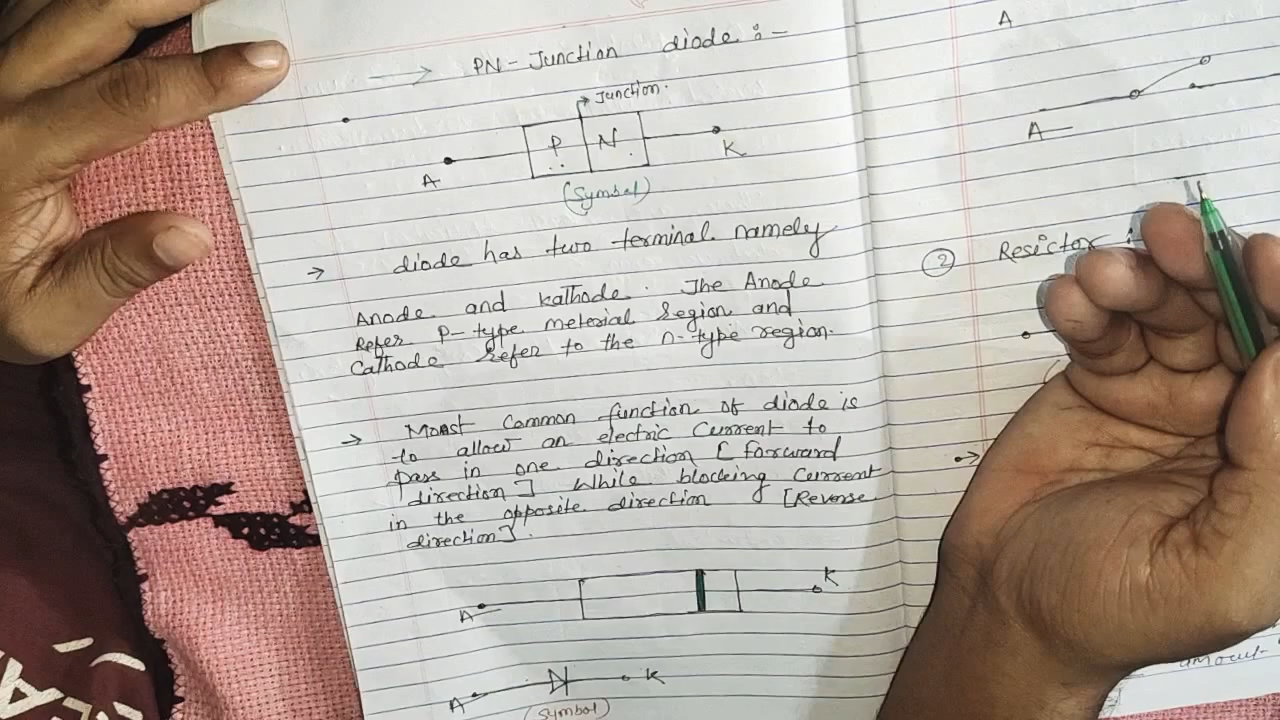 → PN-Junction diode :-
Junction.
P N
A K
(Symbol)
→ diode has two terminal namely
Anode and kathode. The Anode
Refer P-type meterial Region and
Cathode refer to the n-type region.
→ Most Common function of diode is
to allow an electric Current to
pass in one direction [forward
direction] While blocking Current
in the opposite direction [Reverse
direction].
A K
A K
(Symbol)
A
A
② Resistor :